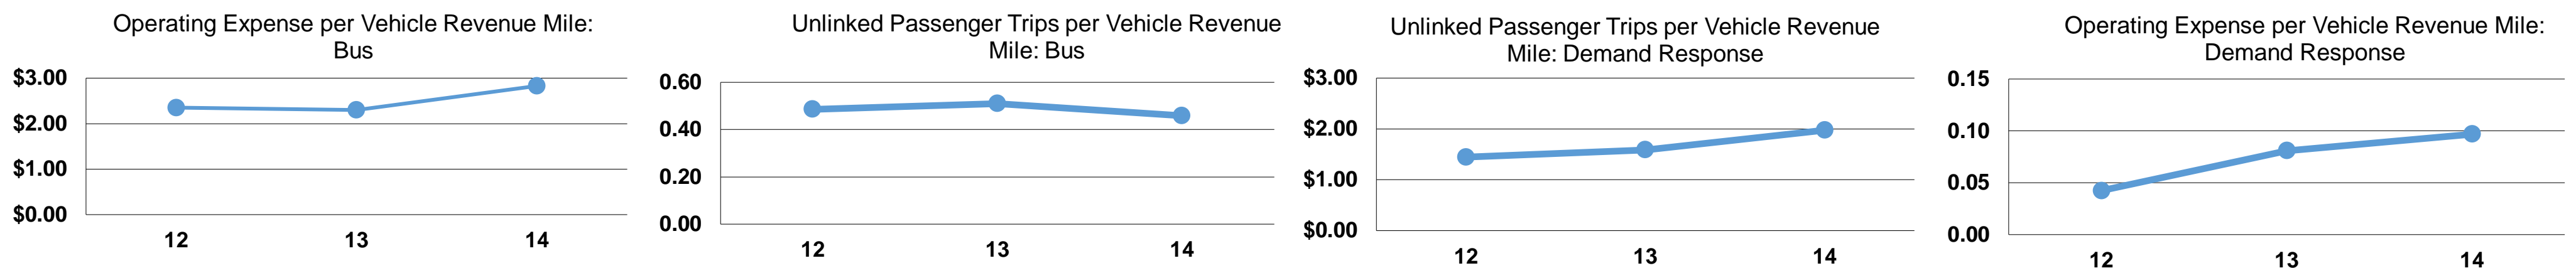 Operating Expense per Vehicle Revenue Mile:
Bus
$3.00
$2.00
$1.00
$0.00
12 13 14
Unlinked Passenger Trips per Vehicle Revenue
Mile: Bus
0.60
0.40
0.20
0.00
12 13 14
Unlinked Passenger Trips per Vehicle Revenue
Mile: Demand Response
$3.00
$2.00
$1.00
$0.00
12 13 14
Operating Expense per Vehicle Revenue Mile:
Demand Response
0.15
0.10
0.05
0.00
12 13 14